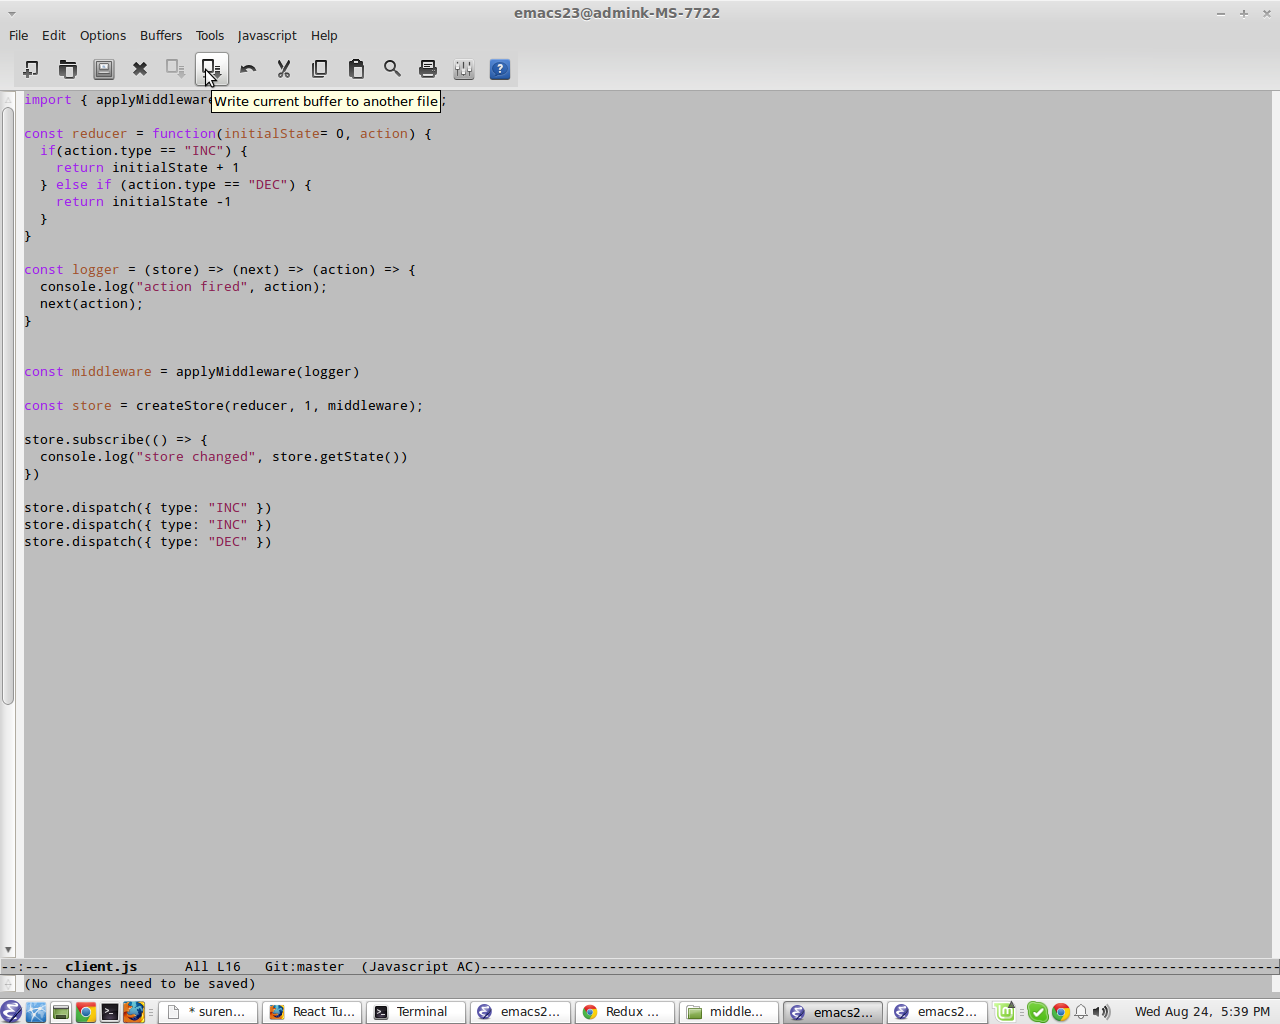 emacs23@admink-MS-7722
File Edit Options Buffers Tools Javascript Help
import { applyMiddleware ;
Write current buffer to another file
const reducer = function(initialState= 0, action) {
  if(action.type == "INC") {
    return initialState + 1
  } else if (action.type == "DEC") {
    return initialState -1
  }
}
const logger = (store) => (next) => (action) => {
  console.log("action fired", action);
  next(action);
}
const middleware = applyMiddleware(logger)
const store = createStore(reducer, 1, middleware);
store.subscribe(() => {
  console.log("store changed", store.getState())
})
store.dispatch({ type: "INC" })
store.dispatch({ type: "INC" })
store.dispatch({ type: "DEC" })
--:--- client.js All L16 Git:master (Javascript AC)--------------------
(No changes need to be saved)
* suren... React Tu... Terminal emacs2... Redux ... middle... emacs2... emacs2... Wed Aug 24, 5:39 PM